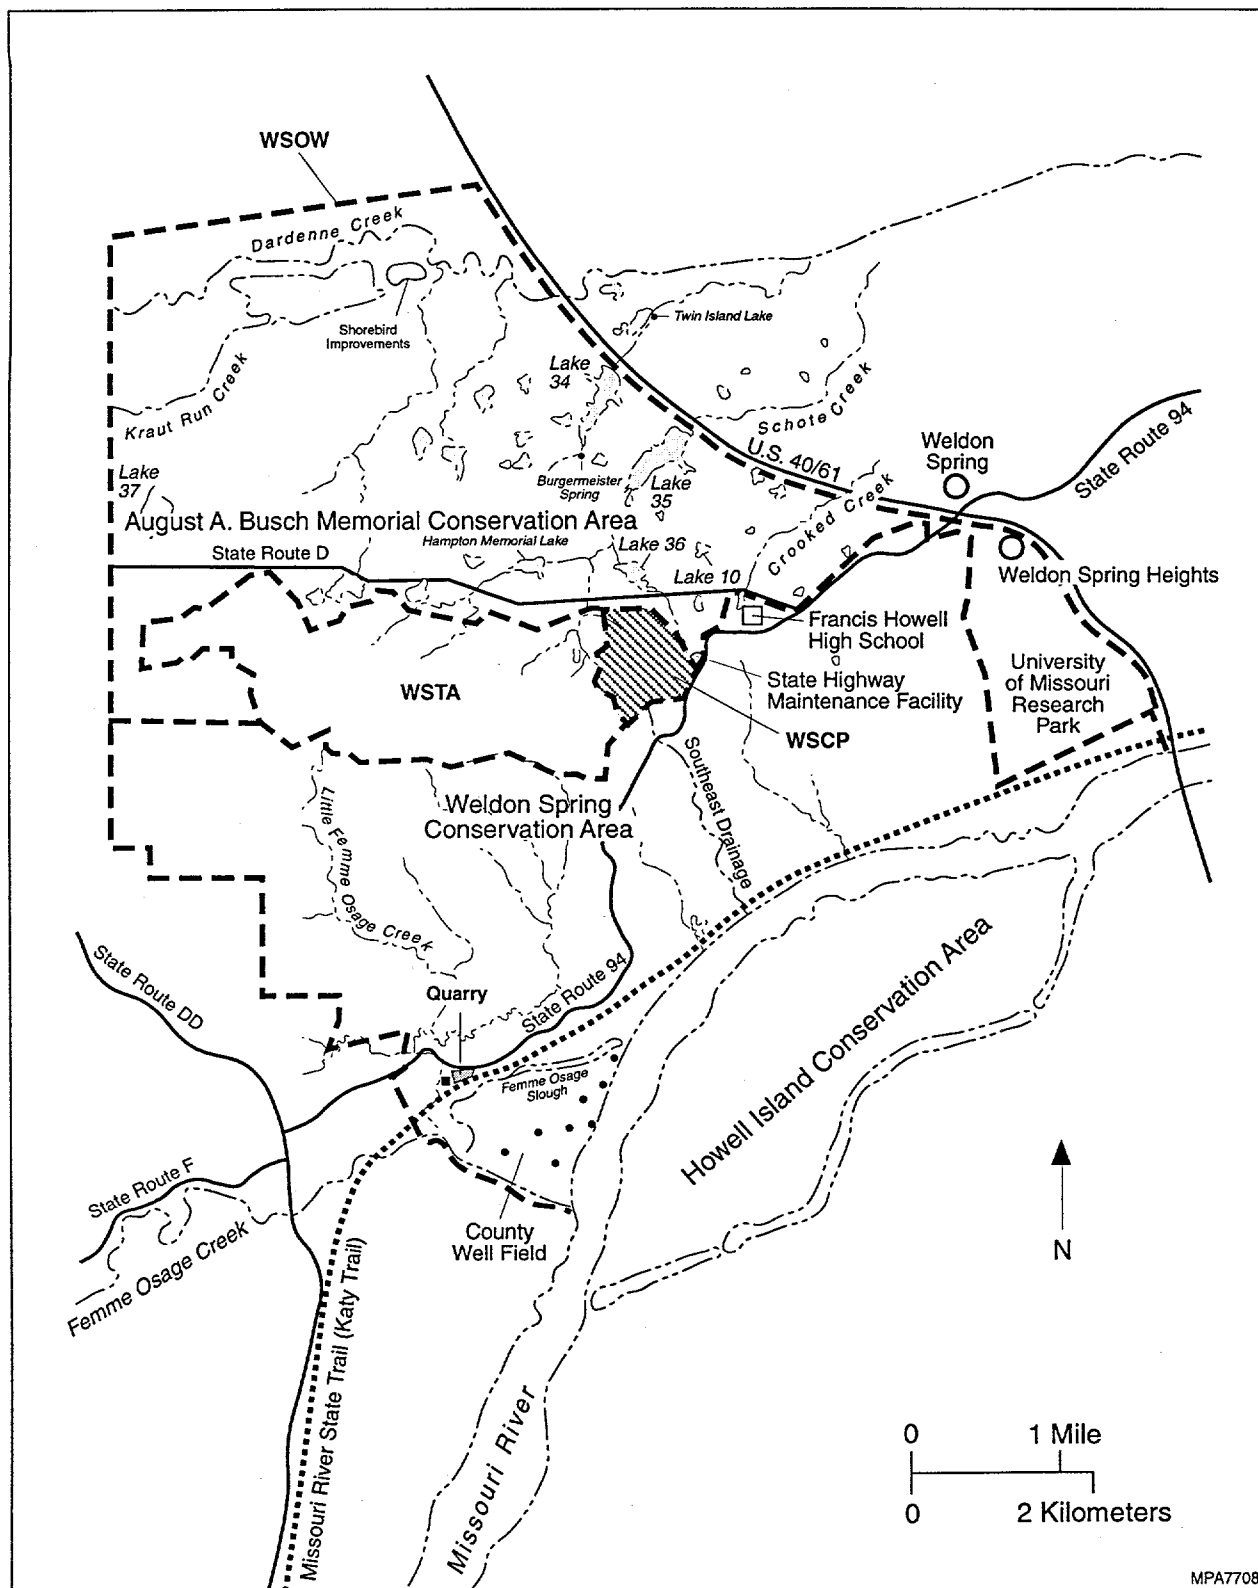 WSOW
Dardenne Creek
Shorebird
Improvements
Twin Island Lake
Lake
34
Kraut Run Creek
Schote Creek
Lake
37
Burgermeister
Spring
Lake
35
U.S. 40/61
Weldon
Spring
State Route 94
Crooked Creek
August A. Busch Memorial Conservation Area
Hampton Memorial Lake
State Route D
Lake 36
Lake 10
Weldon Spring Heights
Francis Howell
High School
WSTA
State Highway
Maintenance Facility
University
of Missouri
Research
Park
WSCP
Southeast Drainage
Little Femme Osage Creek
Weldon Spring
Conservation Area
State Route DD
Quarry
State Route 94
Femme Osage
Slough
Howell Island Conservation Area
State Route F
Femme Osage Creek
County
Well Field
N
Missouri River State Trail (Katy Trail)
Missouri River
0 1 Mile
0 2 Kilometers
MPA7708